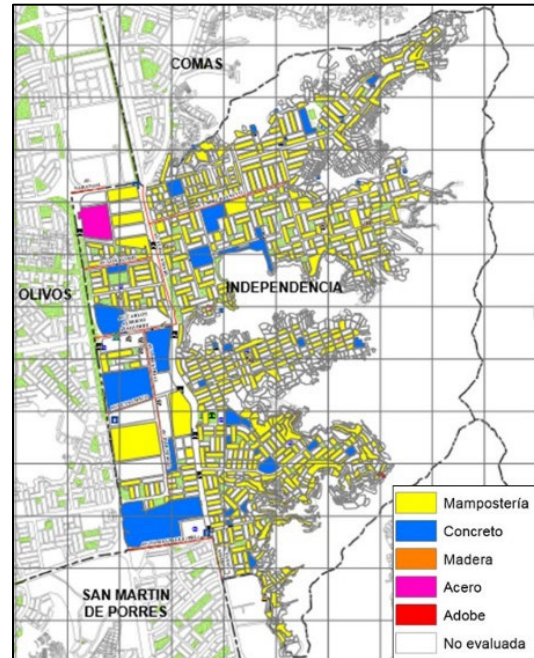 COMAS
OLIVOS
INDEPENDENCIA
SAN MARTIN
DE PORRES
Mampostería
Concreto
Madera
Acero
Adobe
No evaluada